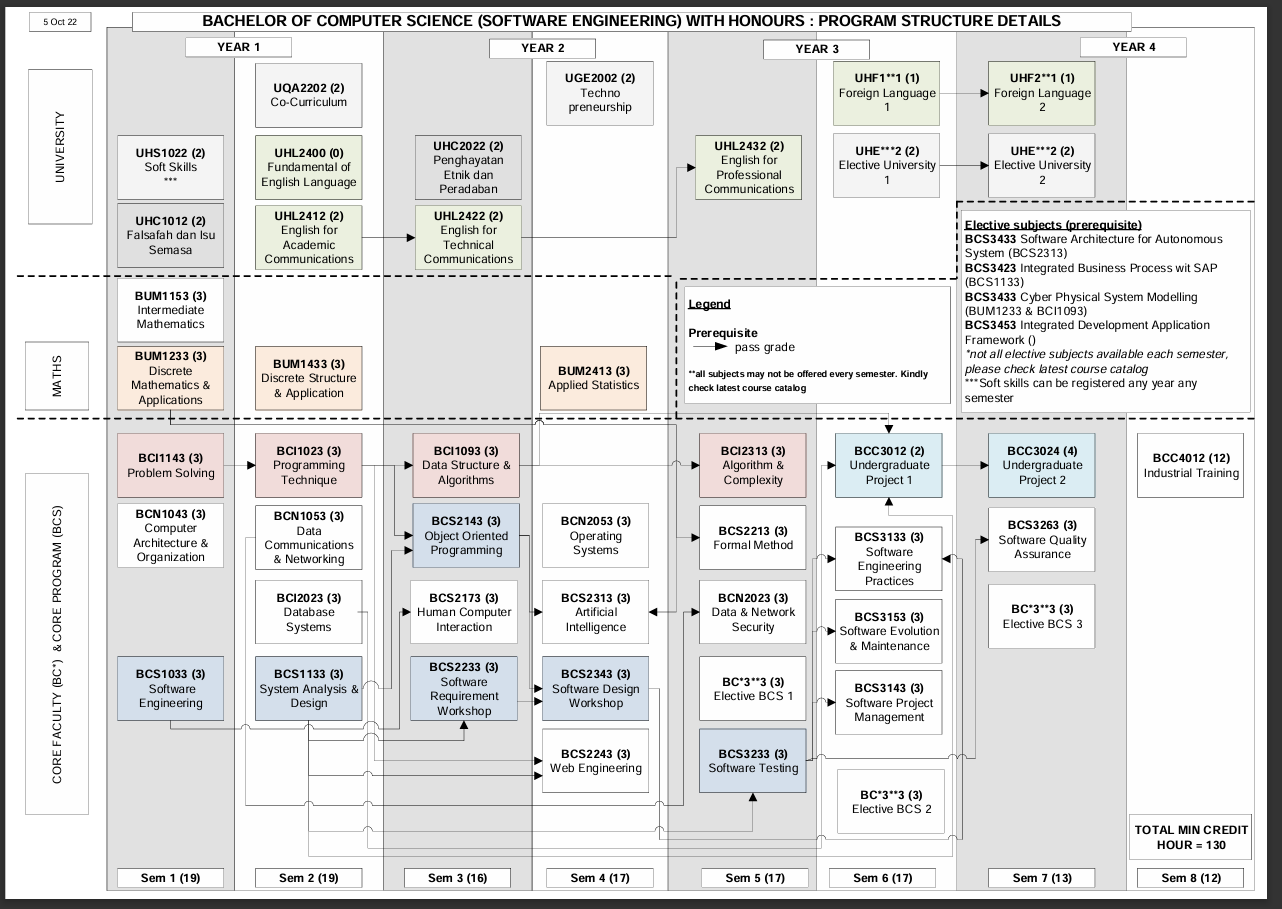 5 Oct 22
BACHELOR OF COMPUTER SCIENCE (SOFTWARE ENGINEERING) WITH HONOURS : PROGRAM STRUCTURE DETAILS
YEAR 1
YEAR 2
YEAR 3
YEAR 4
UNIVERSITY
UQA2202 (2)
Co-Curriculum
UGE2002 (2)
Techno
preneurship
UHF1**1 (1)
Foreign Language
1
UHF2**1 (1)
Foreign Language
2
UHS1022 (2)
Soft Skills
***
UHL2400 (0)
Fundamental of
English Language
UHC2022 (2)
Penghayatan
Etnik dan
Peradaban
UHL2432 (2)
English for
Professional
Communications
UHE***2 (2)
Elective University
1
UHE***2 (2)
Elective University
2
UHC1012 (2)
Falsafah dan Isu
Semasa
UHL2412 (2)
English for
Academic
Communications
UHL2422 (2)
English for
Technical
Communications
Elective subjects (prerequisite)
BCS3433 Software Architecture for Autonomous
System (BCS2313)
BCS3423 Integrated Business Process wit SAP
(BCS1133)
BCS3433 Cyber Physical System Modelling
(BUM1233 & BCI1093)
BCS3453 Integrated Development Application
Framework ()
*not all elective subjects available each semester,
please check latest course catalog
***Soft skills can be registered any year any
semester
MATHS
BUM1153 (3)
Intermediate
Mathematics
Legend
Prerequisite
pass grade
**all subjects may not be offered every semester. Kindly
check latest course catalog
BUM1233 (3)
Discrete
Mathematics &
Applications
BUM1433 (3)
Discrete Structure
& Application
BUM2413 (3)
Applied Statistics
CORE FACULTY (BC*) & CORE PROGRAM (BCS)
BCI1143 (3)
Problem Solving
BCI1023 (3)
Programming
Technique
BCI1093 (3)
Data Structure &
Algorithms
BCI2313 (3)
Algorithm &
Complexity
BCC3012 (2)
Undergraduate
Project 1
BCC3024 (4)
Undergraduate
Project 2
BCC4012 (12)
Industrial Training
BCN1043 (3)
Computer
Architecture &
Organization
BCN1053 (3)
Data
Communications
& Networking
BCS2143 (3)
Object Oriented
Programming
BCN2053 (3)
Operating
Systems
BCS2213 (3)
Formal Method
BCS3133 (3)
Software
Engineering
Practices
BCS3263 (3)
Software Quality
Assurance
BCI2023 (3)
Database
Systems
BCS2173 (3)
Human Computer
Interaction
BCS2313 (3)
Artificial
Intelligence
BCN2023 (3)
Data & Network
Security
BCS3153 (3)
Software Evolution
& Maintenance
BC*3**3 (3)
Elective BCS 3
BCS1033 (3)
Software
Engineering
BCS1133 (3)
System Analysis &
Design
BCS2233 (3)
Software
Requirement
Workshop
BCS2343 (3)
Software Design
Workshop
BC*3**3 (3)
Elective BCS 1
BCS3143 (3)
Software Project
Management
BCS2243 (3)
Web Engineering
BCS3233 (3)
Software Testing
BC*3**3 (3)
Elective BCS 2
TOTAL MIN CREDIT
HOUR = 130
Sem 1 (19)
Sem 2 (19)
Sem 3 (16)
Sem 4 (17)
Sem 5 (17)
Sem 6 (17)
Sem 7 (13)
Sem 8 (12)